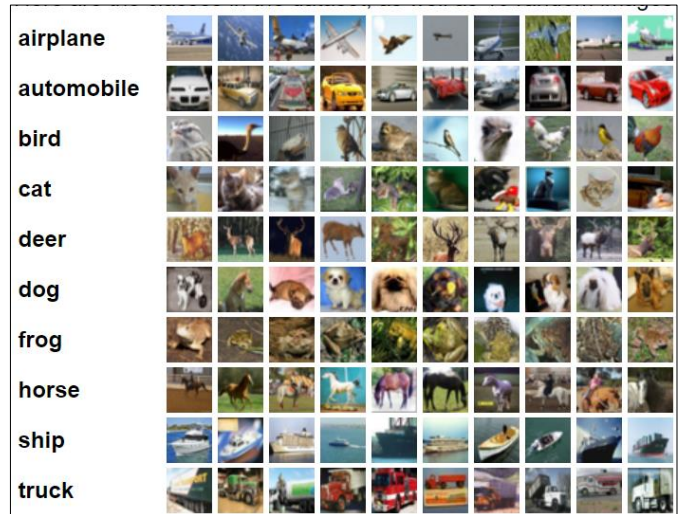 airplane
automobile
bird
cat
deer
dog
frog
horse
ship
truck